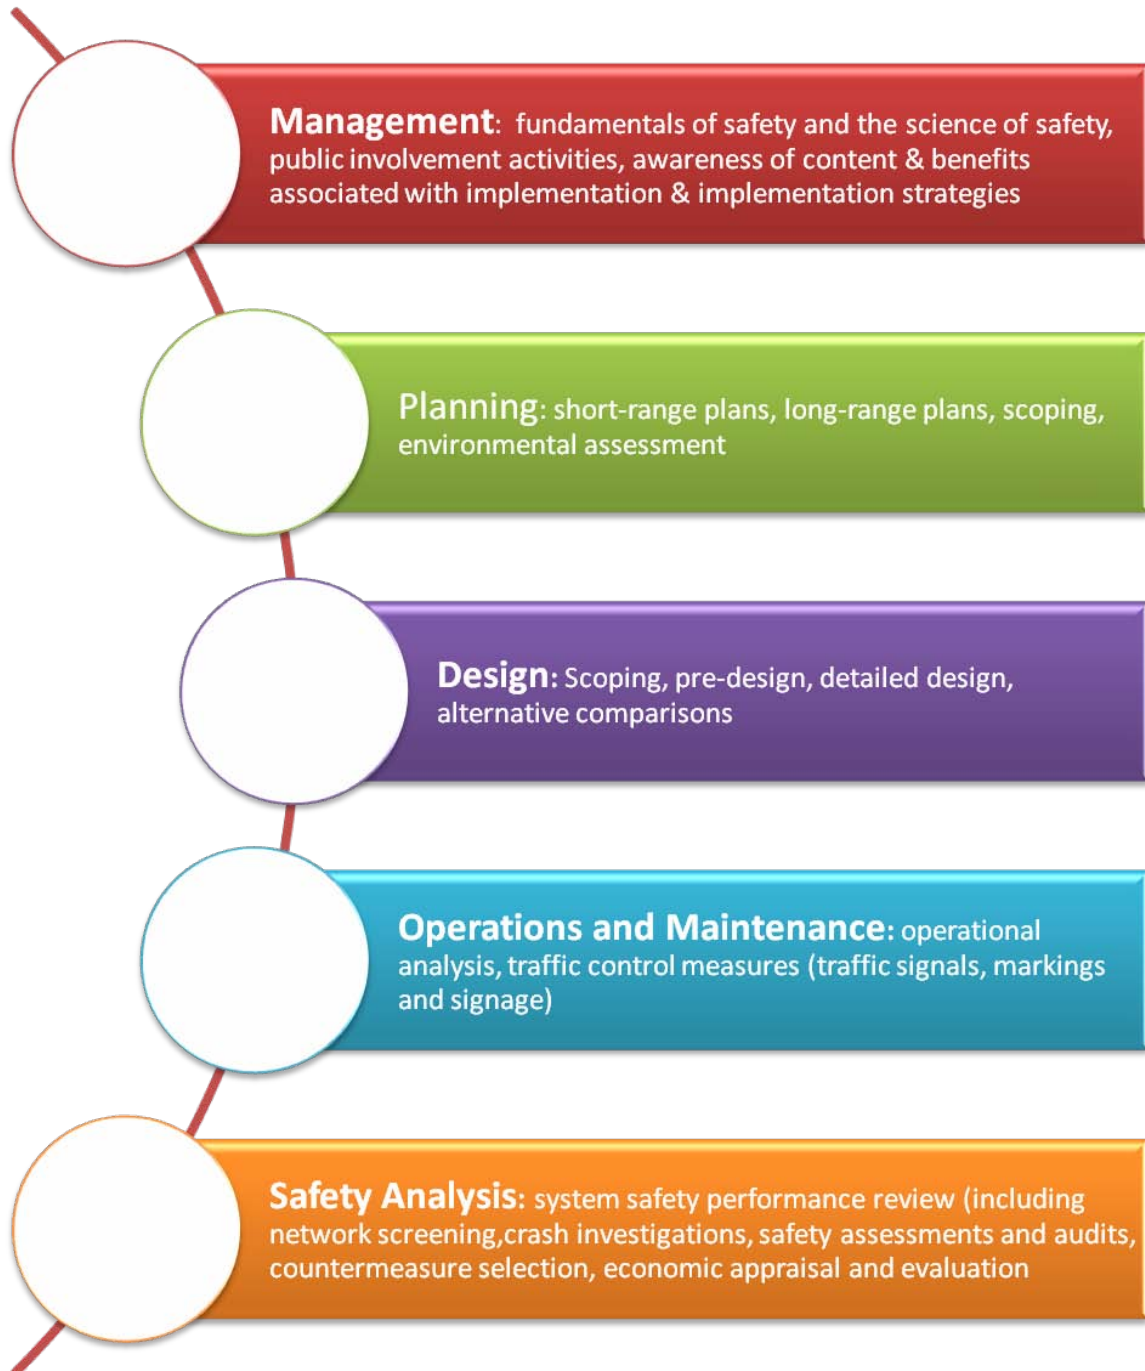 Management:  fundamentals of safety and the science of safety,
public involvement activities, awareness of content & benefits
associated with implementation & implementation strategies
Planning: short-range plans, long-range plans, scoping,
environmental assessment
Design: Scoping, pre-design, detailed design,
alternative comparisons
Operations and Maintenance: operational
analysis, traffic control measures (traffic signals, markings
and signage)
Safety Analysis: system safety performance review (including
network screening,crash investigations, safety assessments and audits,
countermeasure selection, economic appraisal and evaluation